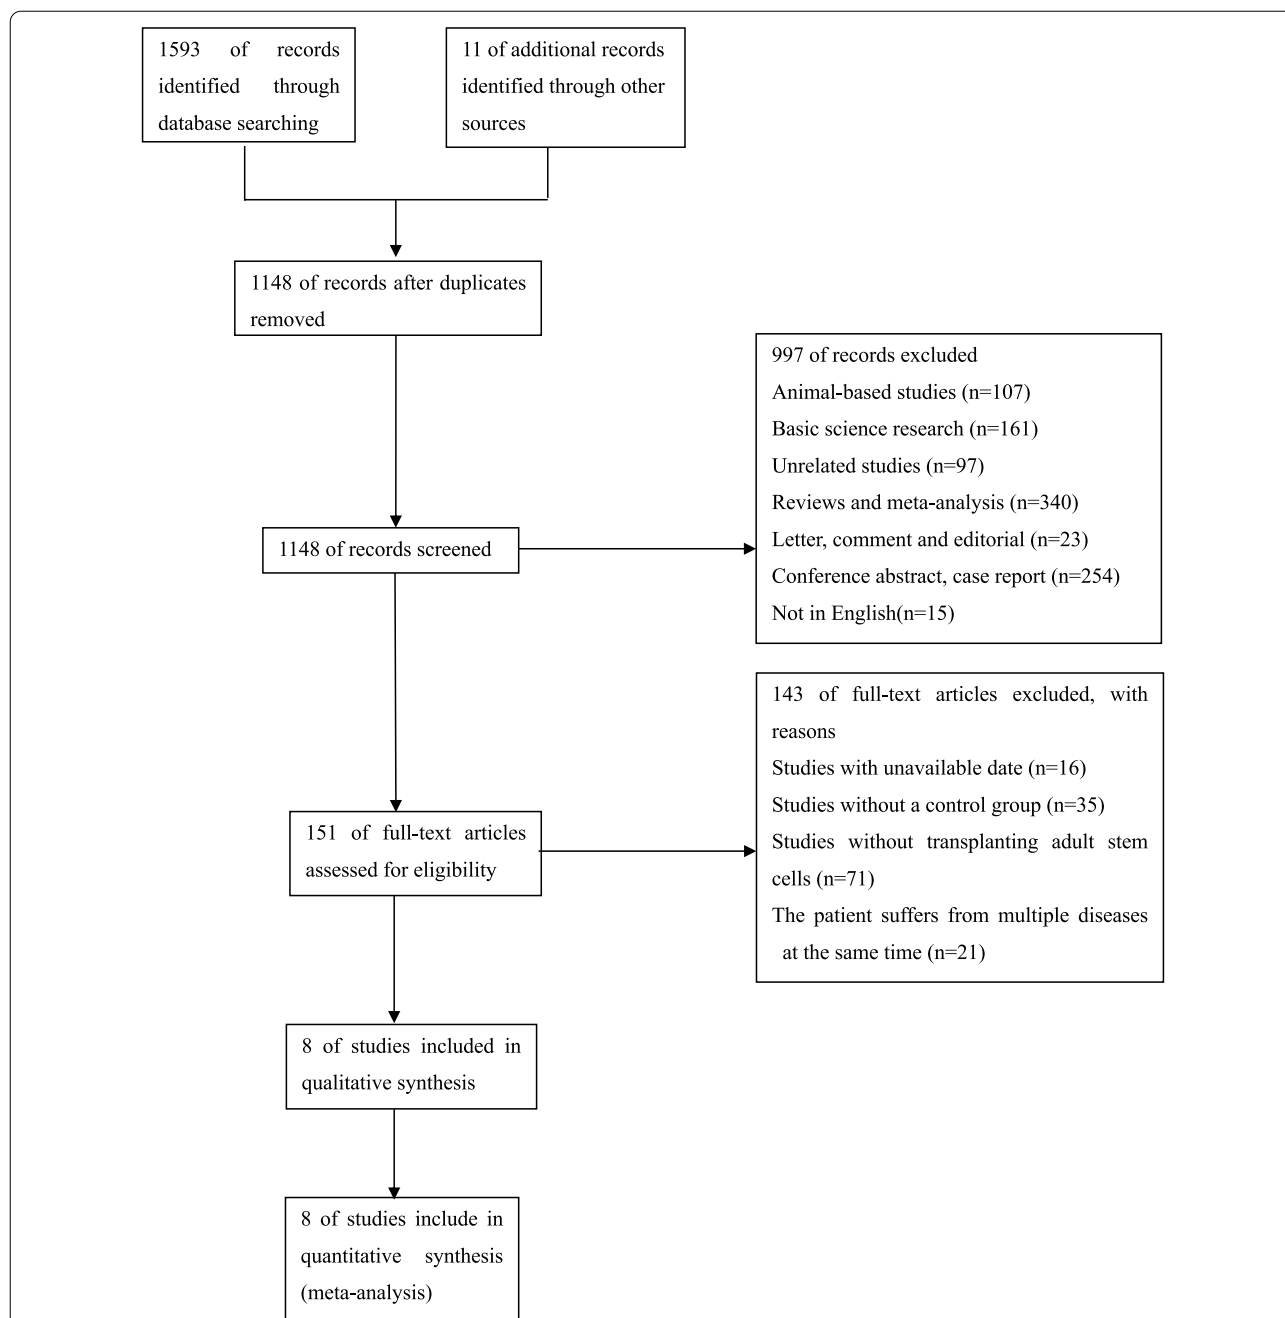 1593 of records
identified through
database searching
11 of additional records
identified through other
sources
1148 of records after duplicates
removed
997 of records excluded
Animal-based studies (n=107)
Basic science research (n=161)
Unrelated studies (n=97)
Reviews and meta-analysis (n=340)
Letter, comment and editorial (n=23)
Conference abstract, case report (n=254)
Not in English(n=15)
1148 of records screened
143 of full-text articles excluded, with
reasons
Studies with unavailable date (n=16)
Studies without a control group (n=35)
Studies without transplanting adult stem
cells (n=71)
The patient suffers from multiple diseases
at the same time (n=21)
151 of full-text articles
assessed for eligibility
8 of studies included in
qualitative synthesis
8 of studies include in
quantitative synthesis
(meta-analysis)